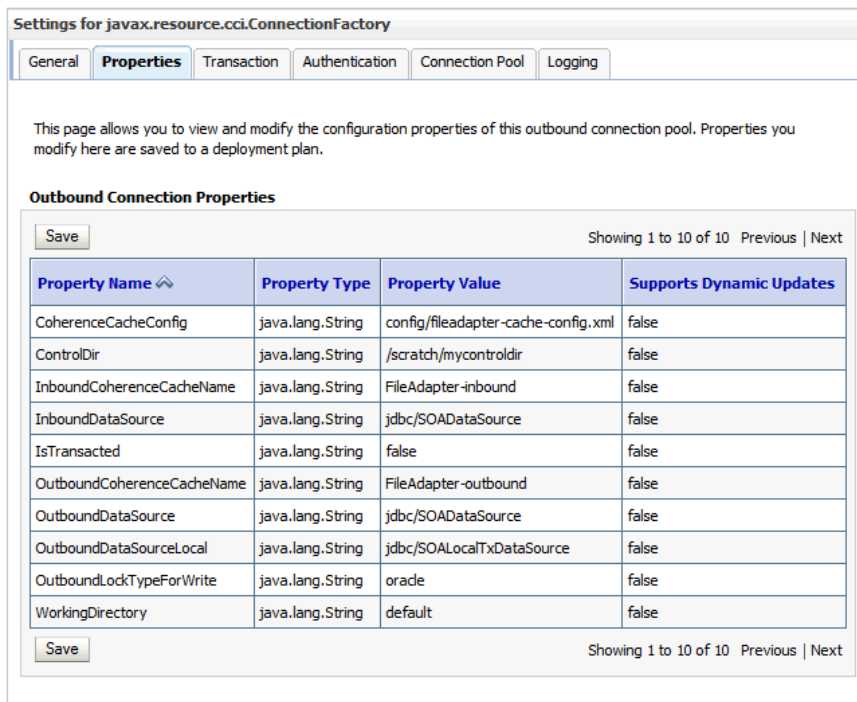 Settings for javax.resource.cci.ConnectionFactory
General Properties Transaction Authentication Connection Pool Logging
This page allows you to view and modify the configuration properties of this outbound connection pool. Properties you
modify here are saved to a deployment plan.
Outbound Connection Properties
Save Showing 1 to 10 of 10 Previous | Next
Property Name Property Type Property Value Supports Dynamic Updates
CoherenceCacheConfig java.lang.String config/fileadapter-cache-config.xml false
ControlDir java.lang.String /scratch/mycontroldir false
InboundCoherenceCacheName java.lang.String FileAdapter-inbound false
InboundDataSource java.lang.String jdbc/SOADataSource false
IsTransacted java.lang.String false false
OutboundCoherenceCacheName java.lang.String FileAdapter-outbound false
OutboundDataSource java.lang.String jdbc/SOADataSource false
OutboundDataSourceLocal java.lang.String jdbc/SOALocalTxDataSource false
OutboundLockTypeForWrite java.lang.String oracle false
WorkingDirectory java.lang.String default false
Save Showing 1 to 10 of 10 Previous | Next